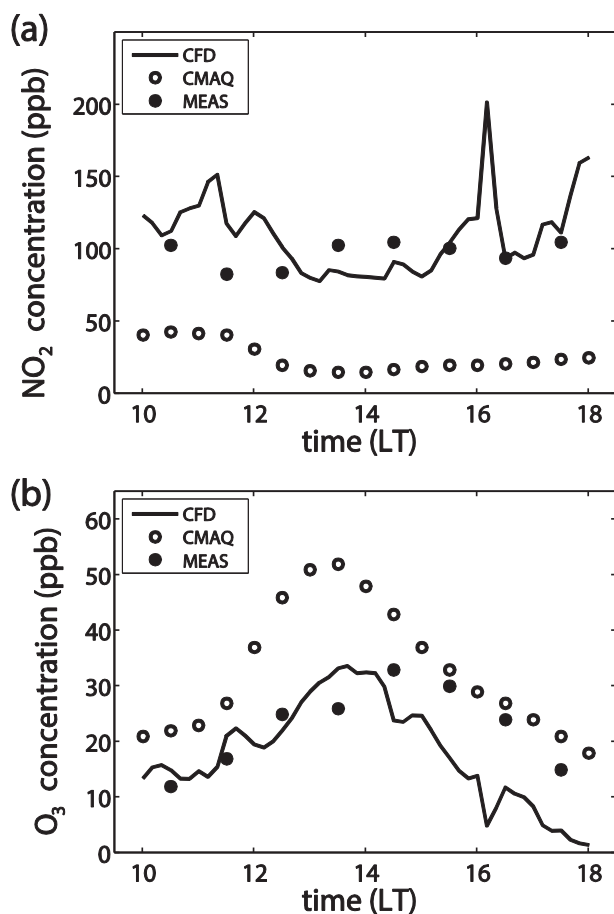 (a)
CFD
CMAQ
MEAS
NO2 concentration (ppb)
200
150
100
50
0
10 12 14 16 18
time (LT)
(b)
CFD
CMAQ
MEAS
O3 concentration (ppb)
60
50
40
30
20
10
0
10 12 14 16 18
time (LT)